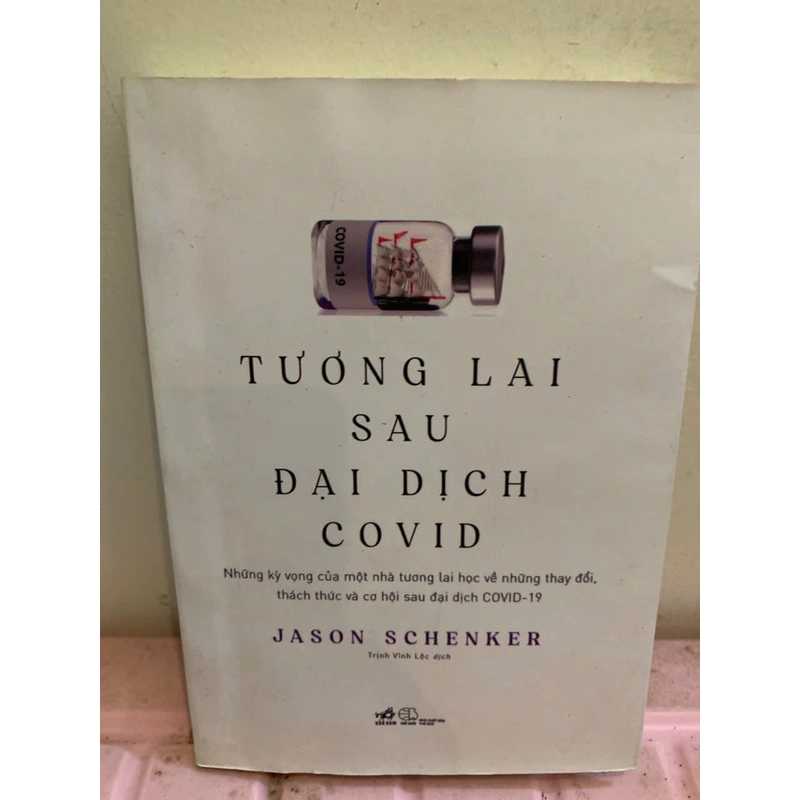 COVID-19
TƯƠNG LAI
SAU
ĐẠI DỊCH
COVID
Những kỳ vọng của một nhà tương lai học về những thay đổi,
thách thức và cơ hội sau đại dịch COVID-19
JASON SCHENKER
Trịnh Vinh Lộc dịch